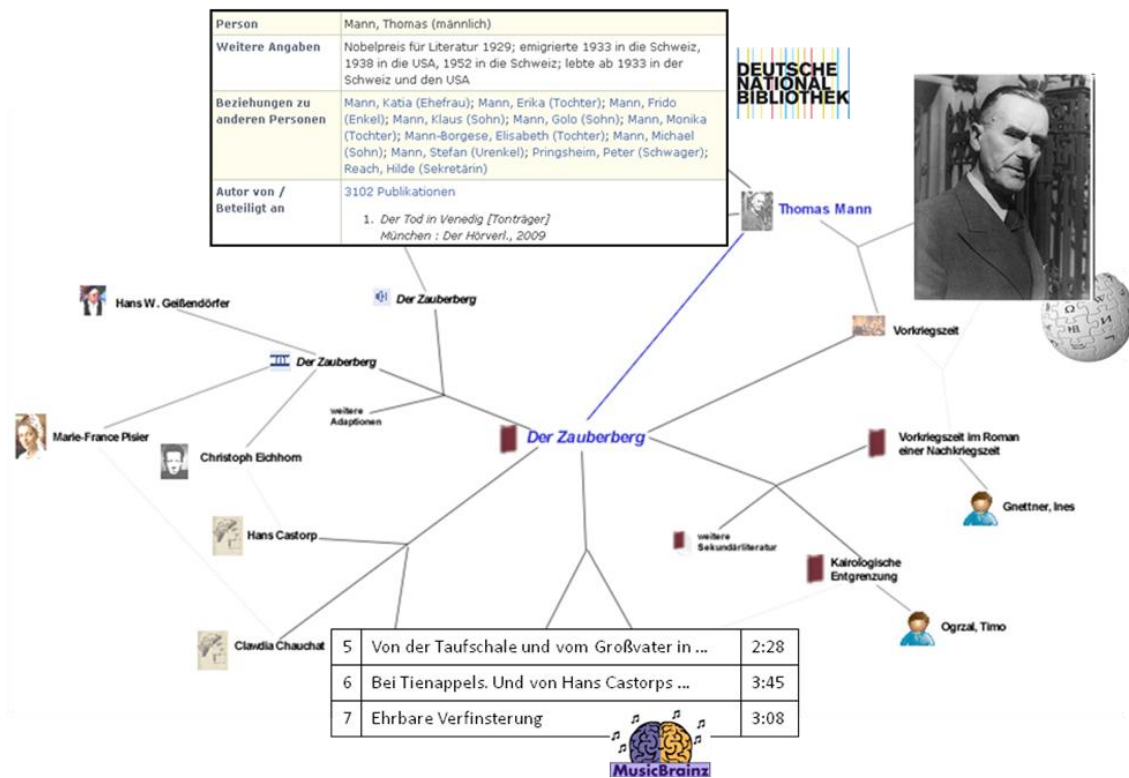 Person
Mann, Thomas (männlich)
Weitere Angaben
Nobelpreis für Literatur 1929; emigrierte 1933 in die Schweiz,
1938 in die USA, 1952 in die Schweiz; lebte ab 1933 in der
Schweiz und den USA
Beziehungen zu
anderen Personen
Mann, Katia (Ehefrau); Mann, Erika (Tochter); Mann, Frido
(Enkel); Mann, Klaus (Sohn); Mann, Golo (Sohn); Mann, Monika
(Tochter); Mann-Borgese, Elisabeth (Tochter); Mann, Michael
(Sohn); Mann, Stefan (Urenkel); Pringsheim, Peter (Schwager);
Reach, Hilde (Sekretärin)
Autor von /
Beteiligt an
3102 Publikationen
1. Der Tod in Venedig [Tonträger]
München : Der Hörverl., 2009
DEUTSCHE
NATIONAL
BIBLIOTHEK
Thomas Mann
Hans W. Geißendörfer
Der Zauberberg
Vorkriegszeit
Der Zauberberg
weitere
Adaptionen
Marie-France Pisier
Der Zauberberg
Christoph Eichhorn
Vorkriegszeit im Roman
einer Nachkriegszeit
Gnettner, Ines
Hans Castorp
weitere
Sekundärliteratur
Kairologische
Entgrenzung
Ogrzal, Timo
Clawdia Chauchat
5 Von der Taufschale und vom Großvater in ... 2:28
6 Bei Tienappels. Und von Hans Castorps ... 3:45
7 Ehrbare Verfinsterung 3:08
MusicBrainz